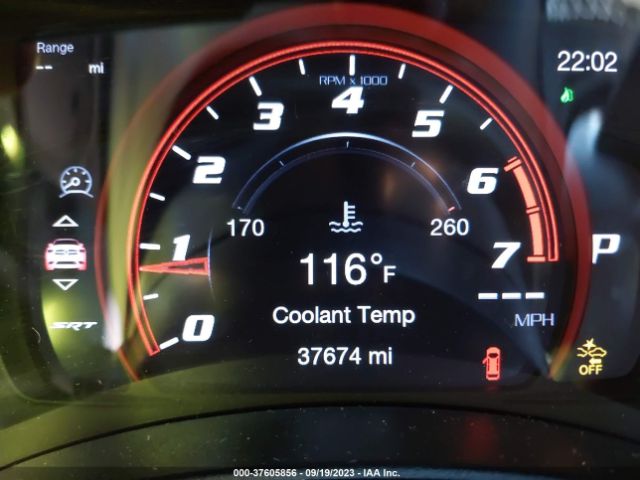 Range
-- mi
22:02
RPM x 1000
4
3
5
2
6
170
260
1
116°F
7
P
Coolant Temp
--- MPH
SRT
0
37674 mi
OFF
000-37605856 - 09/19/2023 - IAA Inc.